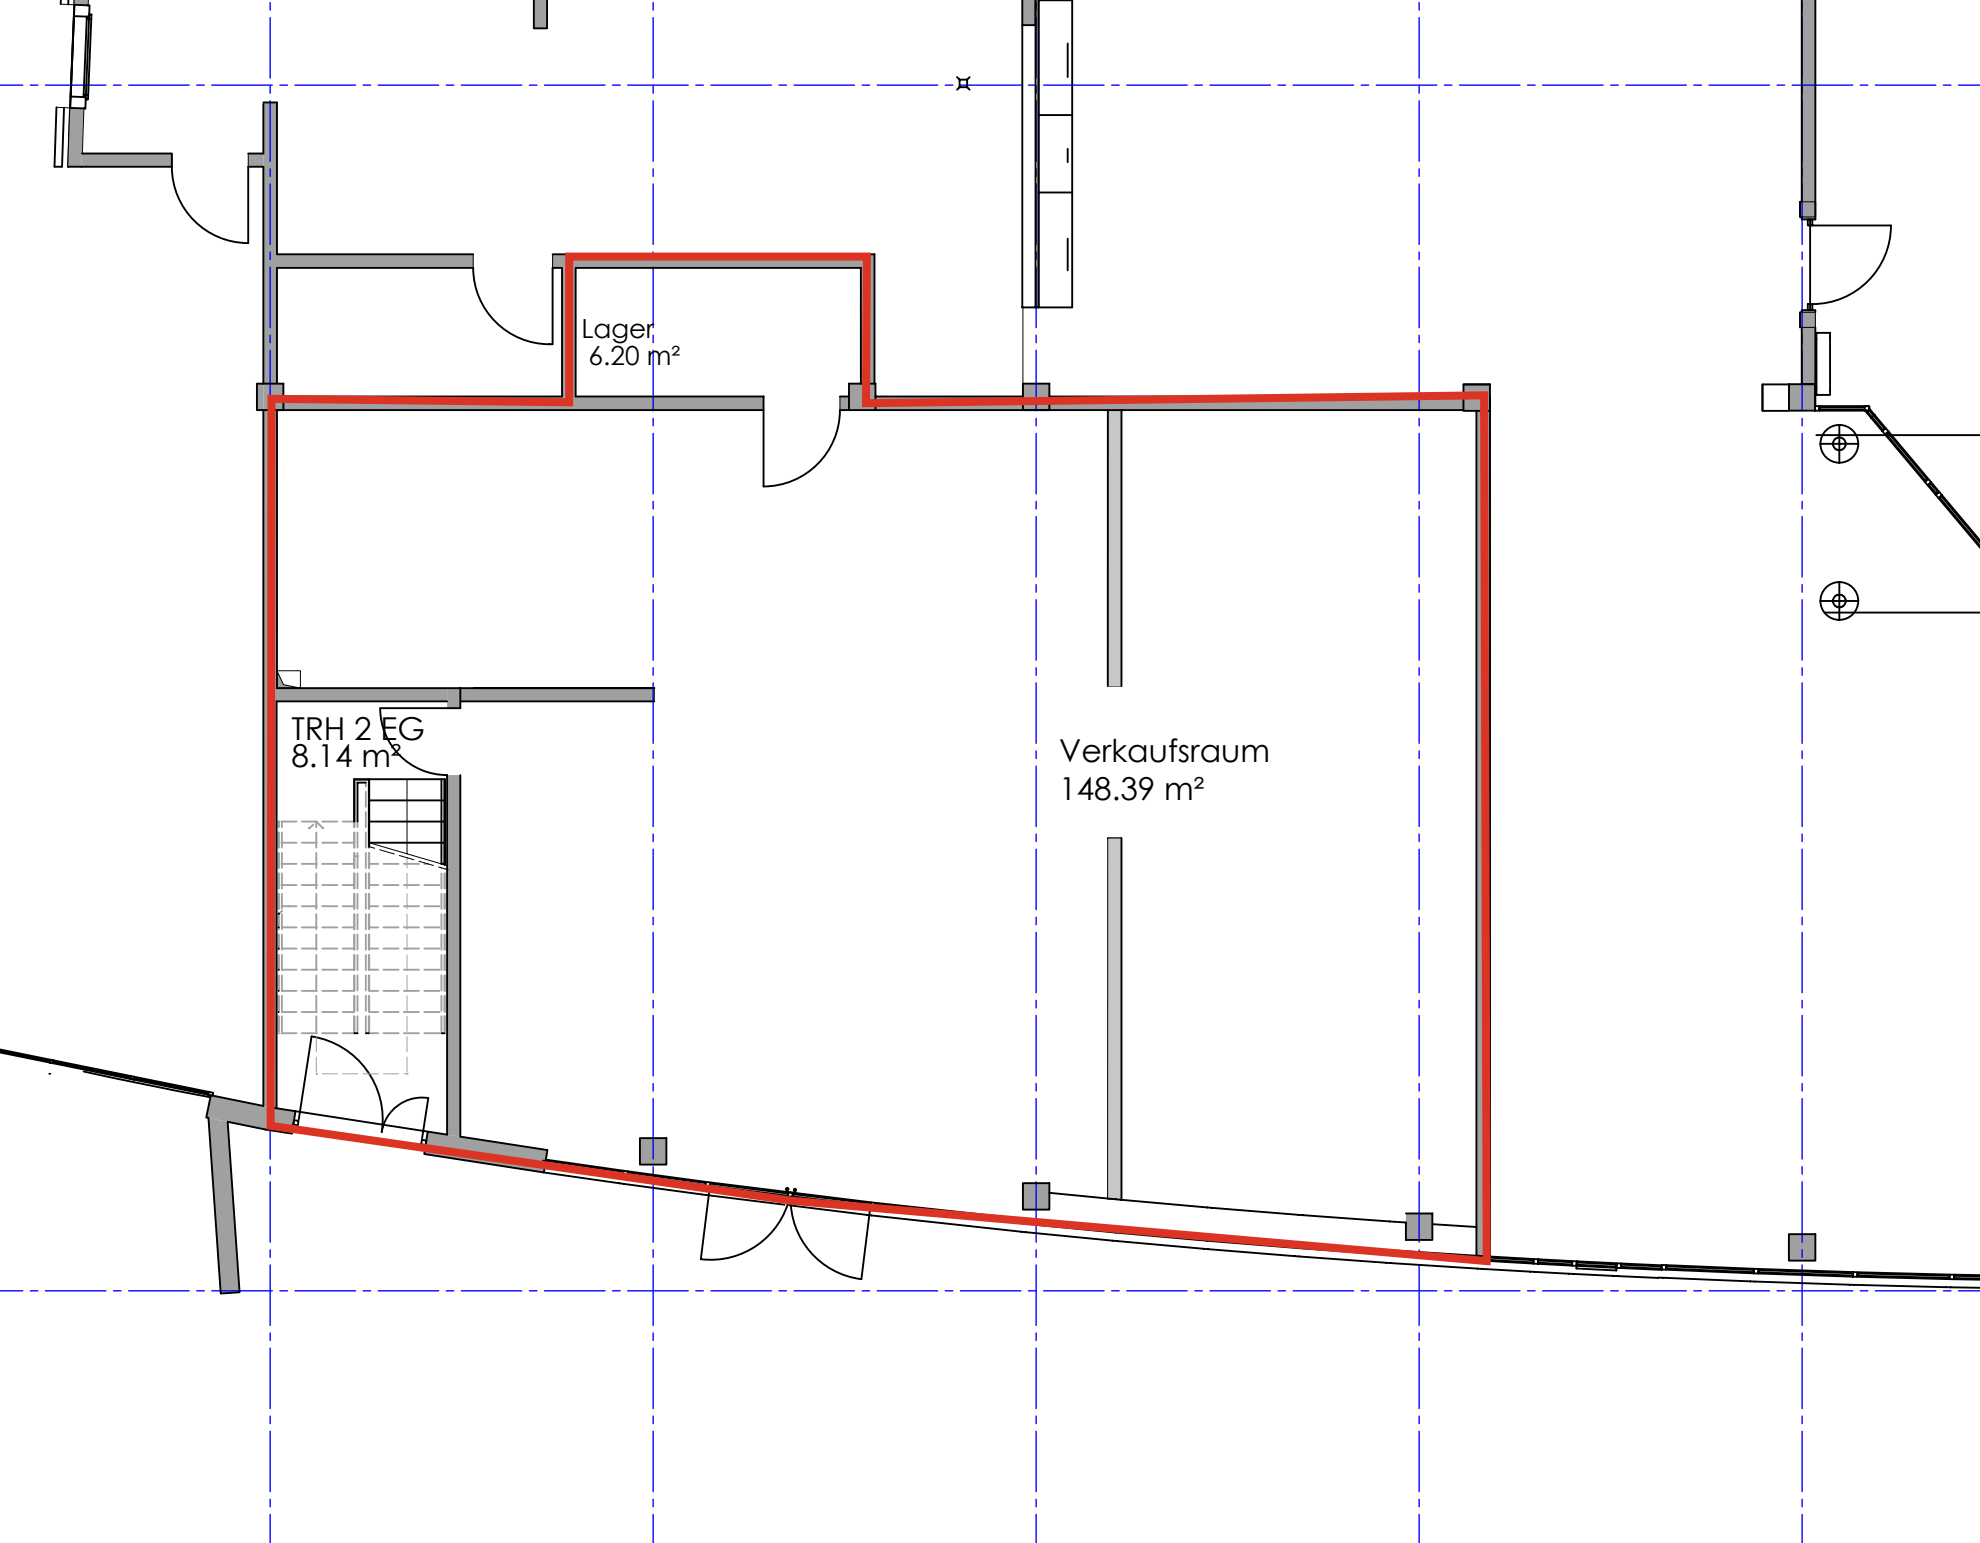 Lager
6.20 m²
TRH 2 EG
8.14 m²
Verkaufsraum
148.39 m²